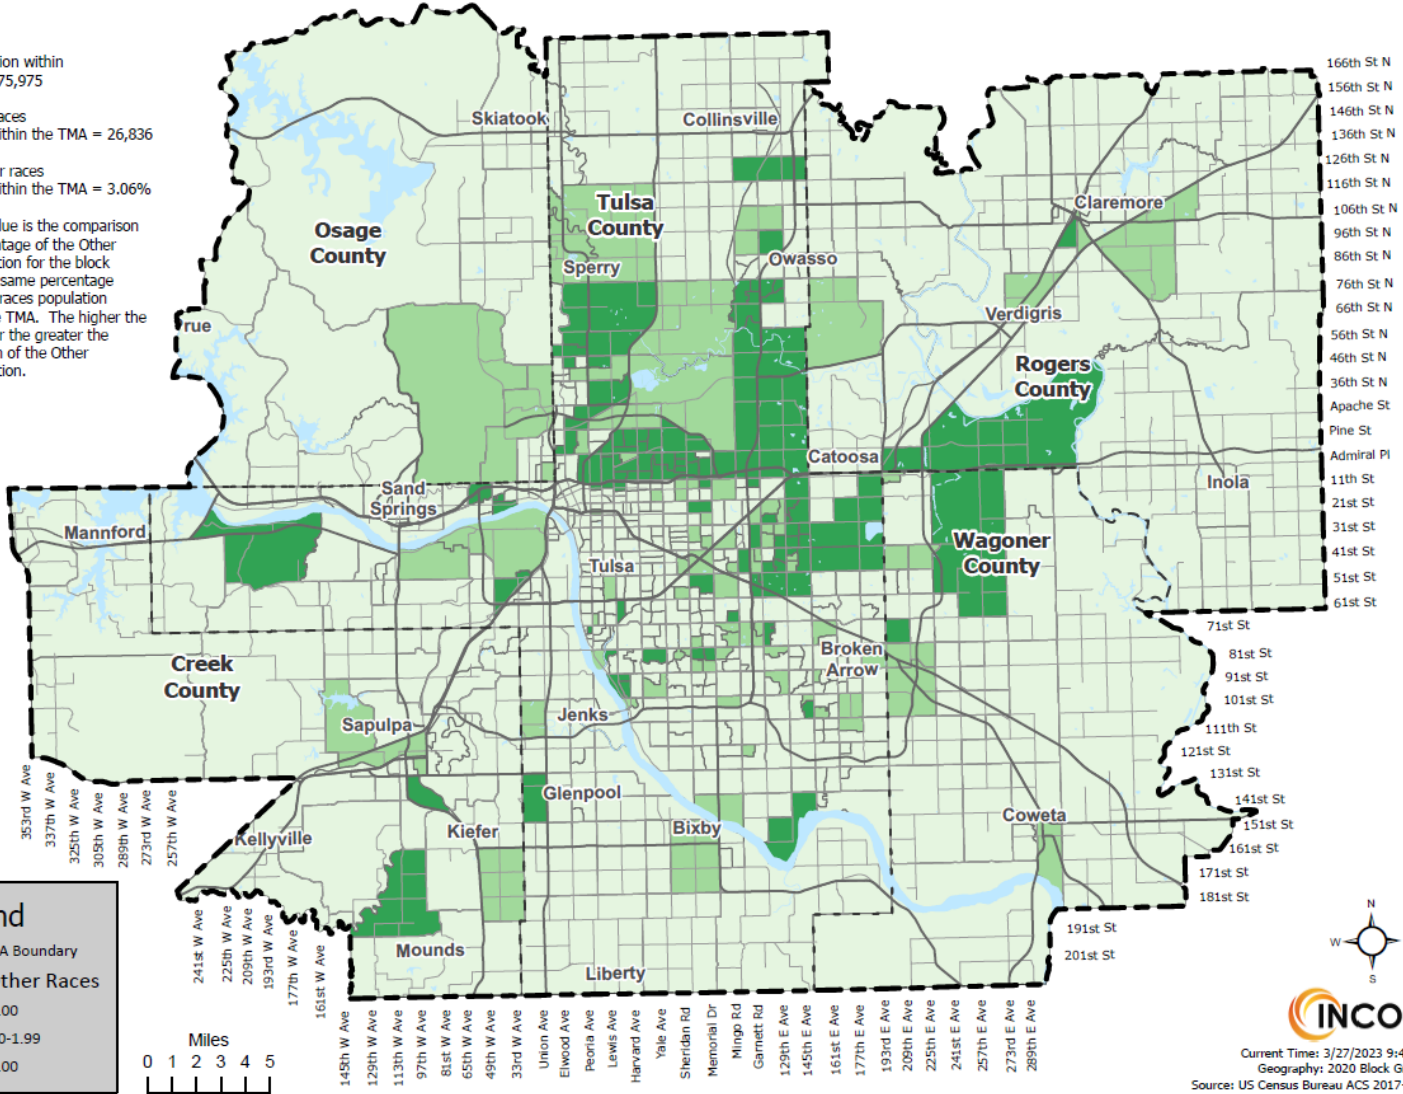 ion within
75,975
aces
ithin the TMA = 26,836
r races
ithin the TMA = 3.06%
lue is the comparison
ntage of the Other
tion for the block
same percentage
races population
e TMA. The higher the
r the greater the
n of the Other
tion.
Skiatook
Collinsville
Tulsa
County
Osage
County
Sperry
Owasso
Claremore
Verdigris
Rogers
County
rue
Catoosa
Inola
Sand
Springs
Mannford
Tulsa
Wagoner
County
Creek
County
Broken
Arrow
Sapulpa
Jenks
Glenpool
Kiefer
Kellyville
Bixby
Coweta
Mounds
Liberty
166th St N
156th St N
146th St N
136th St N
126th St N
116th St N
106th St N
96th St N
86th St N
76th St N
66th St N
56th St N
46th St N
36th St N
Apache St
Pine St
Admiral Pl
11th St
21st St
31st St
41st St
51st St
61st St
71st St
81st St
91st St
101st St
111th St
121st St
131st St
141st St
151st St
161st St
171st St
181st St
191st St
201st St
353rd W Ave
337th W Ave
325th W Ave
305th W Ave
289th W Ave
273rd W Ave
257th W Ave
241st W Ave
225th W Ave
209th W Ave
193rd W Ave
177th W Ave
161st W Ave
145th W Ave
129th W Ave
113th W Ave
97th W Ave
81st W Ave
65th W Ave
49th W Ave
33rd W Ave
Union Ave
Elwood Ave
Peoria Ave
Lewis Ave
Harvard Ave
Yale Ave
Sheridan Rd
Memorial Dr
Mingo Rd
Garnett Rd
129th E Ave
145th E Ave
161st E Ave
177th E Ave
193rd E Ave
209th E Ave
225th E Ave
241st E Ave
257th E Ave
273rd E Ave
289th E Ave
nd
A Boundary
ther Races
.00
0-1.99
.00
Miles
0 1 2 3 4 5
N
W
S
INCO
Current Time: 3/27/2023 9:4
Geography: 2020 Block G
Source: US Census Bureau ACS 2017-